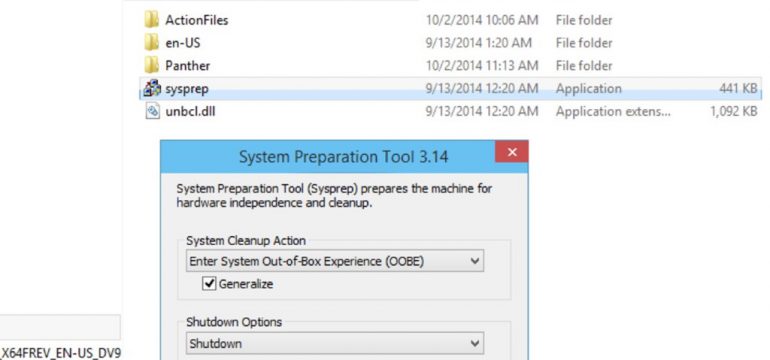 ActionFiles 10/2/2014 10:06 AM File folder
en-US 9/13/2014 1:20 AM File folder
Panther 10/2/2014 11:13 AM File folder
sysprep 9/13/2014 12:20 AM Application 441 KB
unbcl.dll 9/13/2014 12:20 AM Application extens... 1,092 KB
System Preparation Tool 3.14
System Preparation Tool (Sysprep) prepares the machine for
hardware independence and cleanup.
System Cleanup Action
Enter System Out-of-Box Experience (OOBE)
Generalize
Shutdown Options
Shutdown
_X64FREV_EN-US_DV9